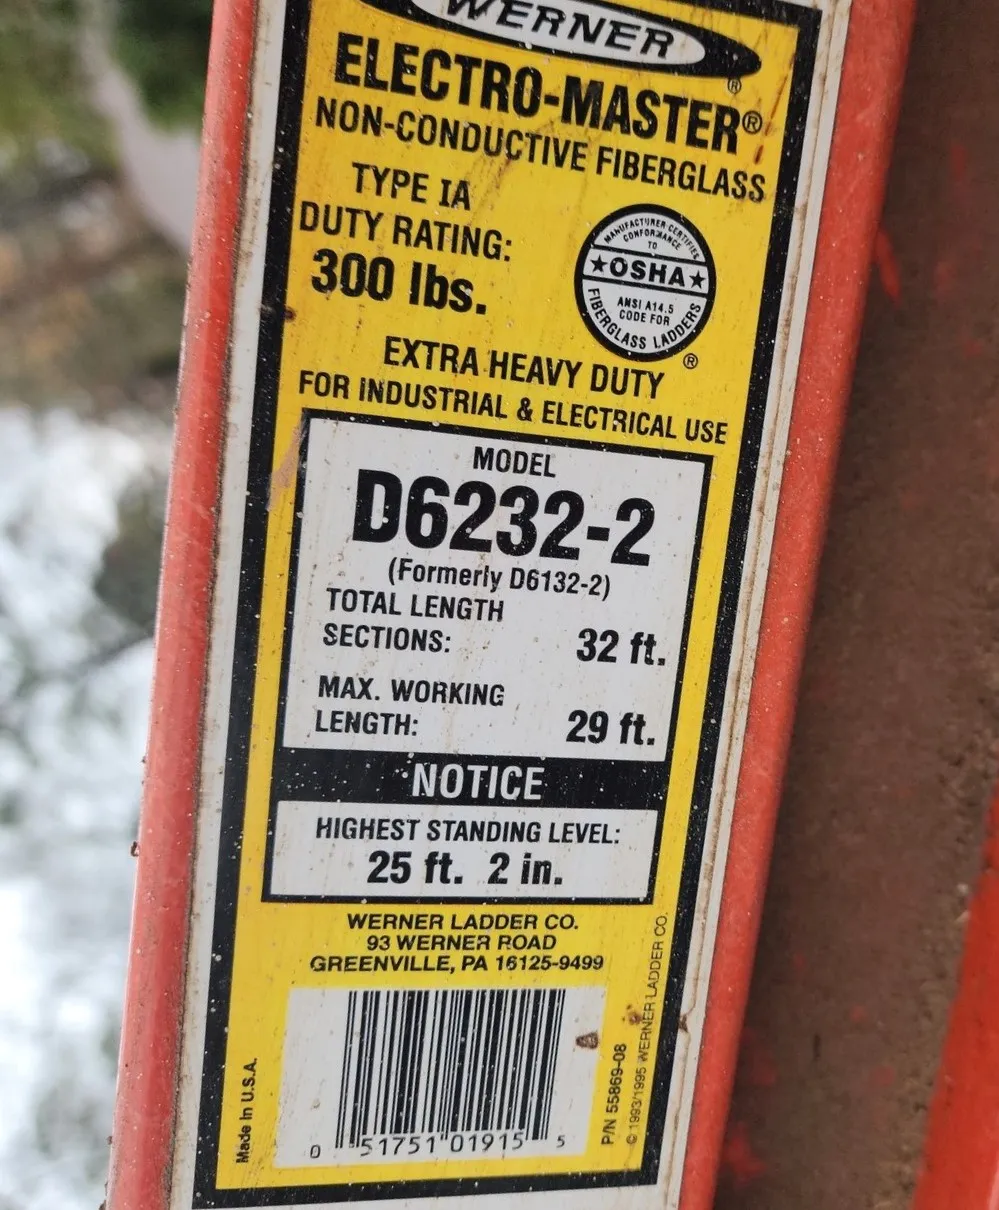 WERNER®
ELECTRO-MASTER®
NON-CONDUCTIVE FIBERGLASS
TYPE IA
DUTY RATING:
300 lbs.
MANUFACTURER CERTIFIES
CONFORMANCE
TO
★OSHA★
ANSI A14.5
CODE FOR
FIBERGLASS LADDERS
®
EXTRA HEAVY DUTY
FOR INDUSTRIAL & ELECTRICAL USE
MODEL
D6232-2
(Formerly D6132-2)
TOTAL LENGTH
SECTIONS: 32 ft.
MAX. WORKING
LENGTH: 29 ft.
NOTICE
HIGHEST STANDING LEVEL:
25 ft. 2 in.
WERNER LADDER CO.
93 WERNER ROAD
GREENVILLE, PA 16125-9499
Made in U.S.A.
0 51751 01915 5
P/N 55869-08
© 1993/1995 WERNER LADDER CO.